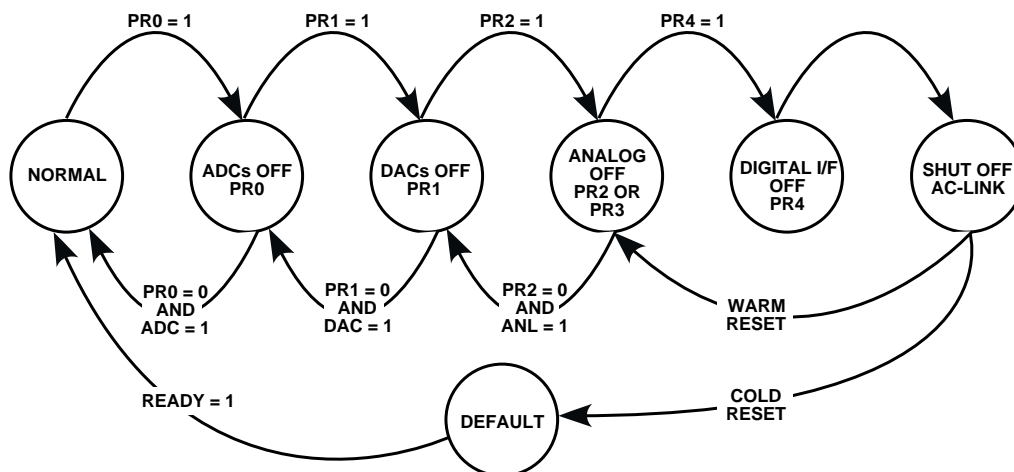 PR0 = 1
PR1 = 1
PR2 = 1
PR4 = 1
NORMAL
ADCs OFF
PR0
DACs OFF
PR1
ANALOG
OFF
PR2 OR
PR3
DIGITAL I/F
OFF
PR4
SHUT OFF
AC-LINK
PR0 = 0
AND
ADC = 1
PR1 = 0
AND
DAC = 1
PR2 = 0
AND
ANL = 1
WARM
RESET
READY = 1
DEFAULT
COLD
RESET